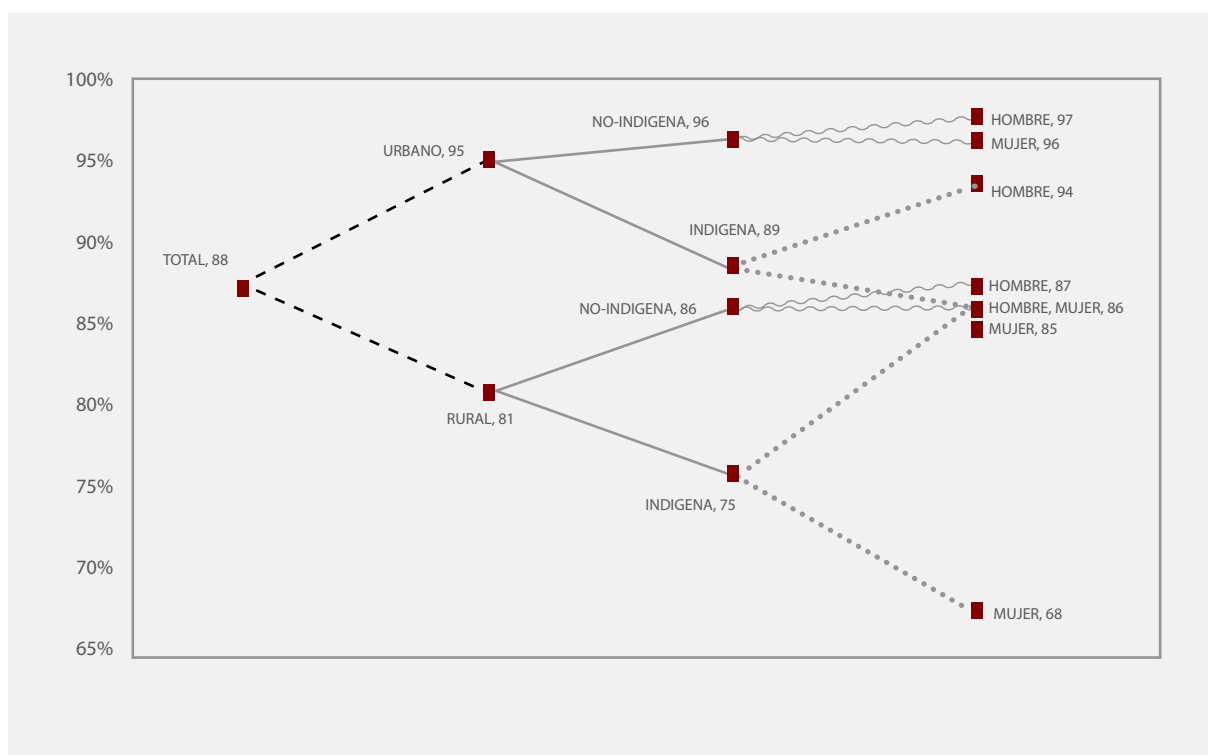 100%
95%
90%
85%
80%
75%
70%
65%
TOTAL, 88
URBANO, 95
RURAL, 81
NO-INDIGENA, 96
INDIGENA, 89
NO-INDIGENA, 86
INDIGENA, 75
HOMBRE, 97
MUJER, 96
HOMBRE, 94
HOMBRE, 87
HOMBRE, MUJER, 86
MUJER, 85
MUJER, 68